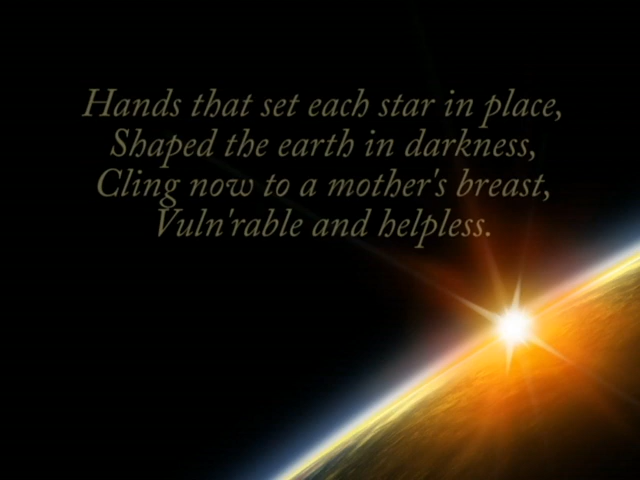 Hands that set each star in place,
Shaped the earth in darkness,
Cling now to a mother's breast,
Vuln'rable and helpless.